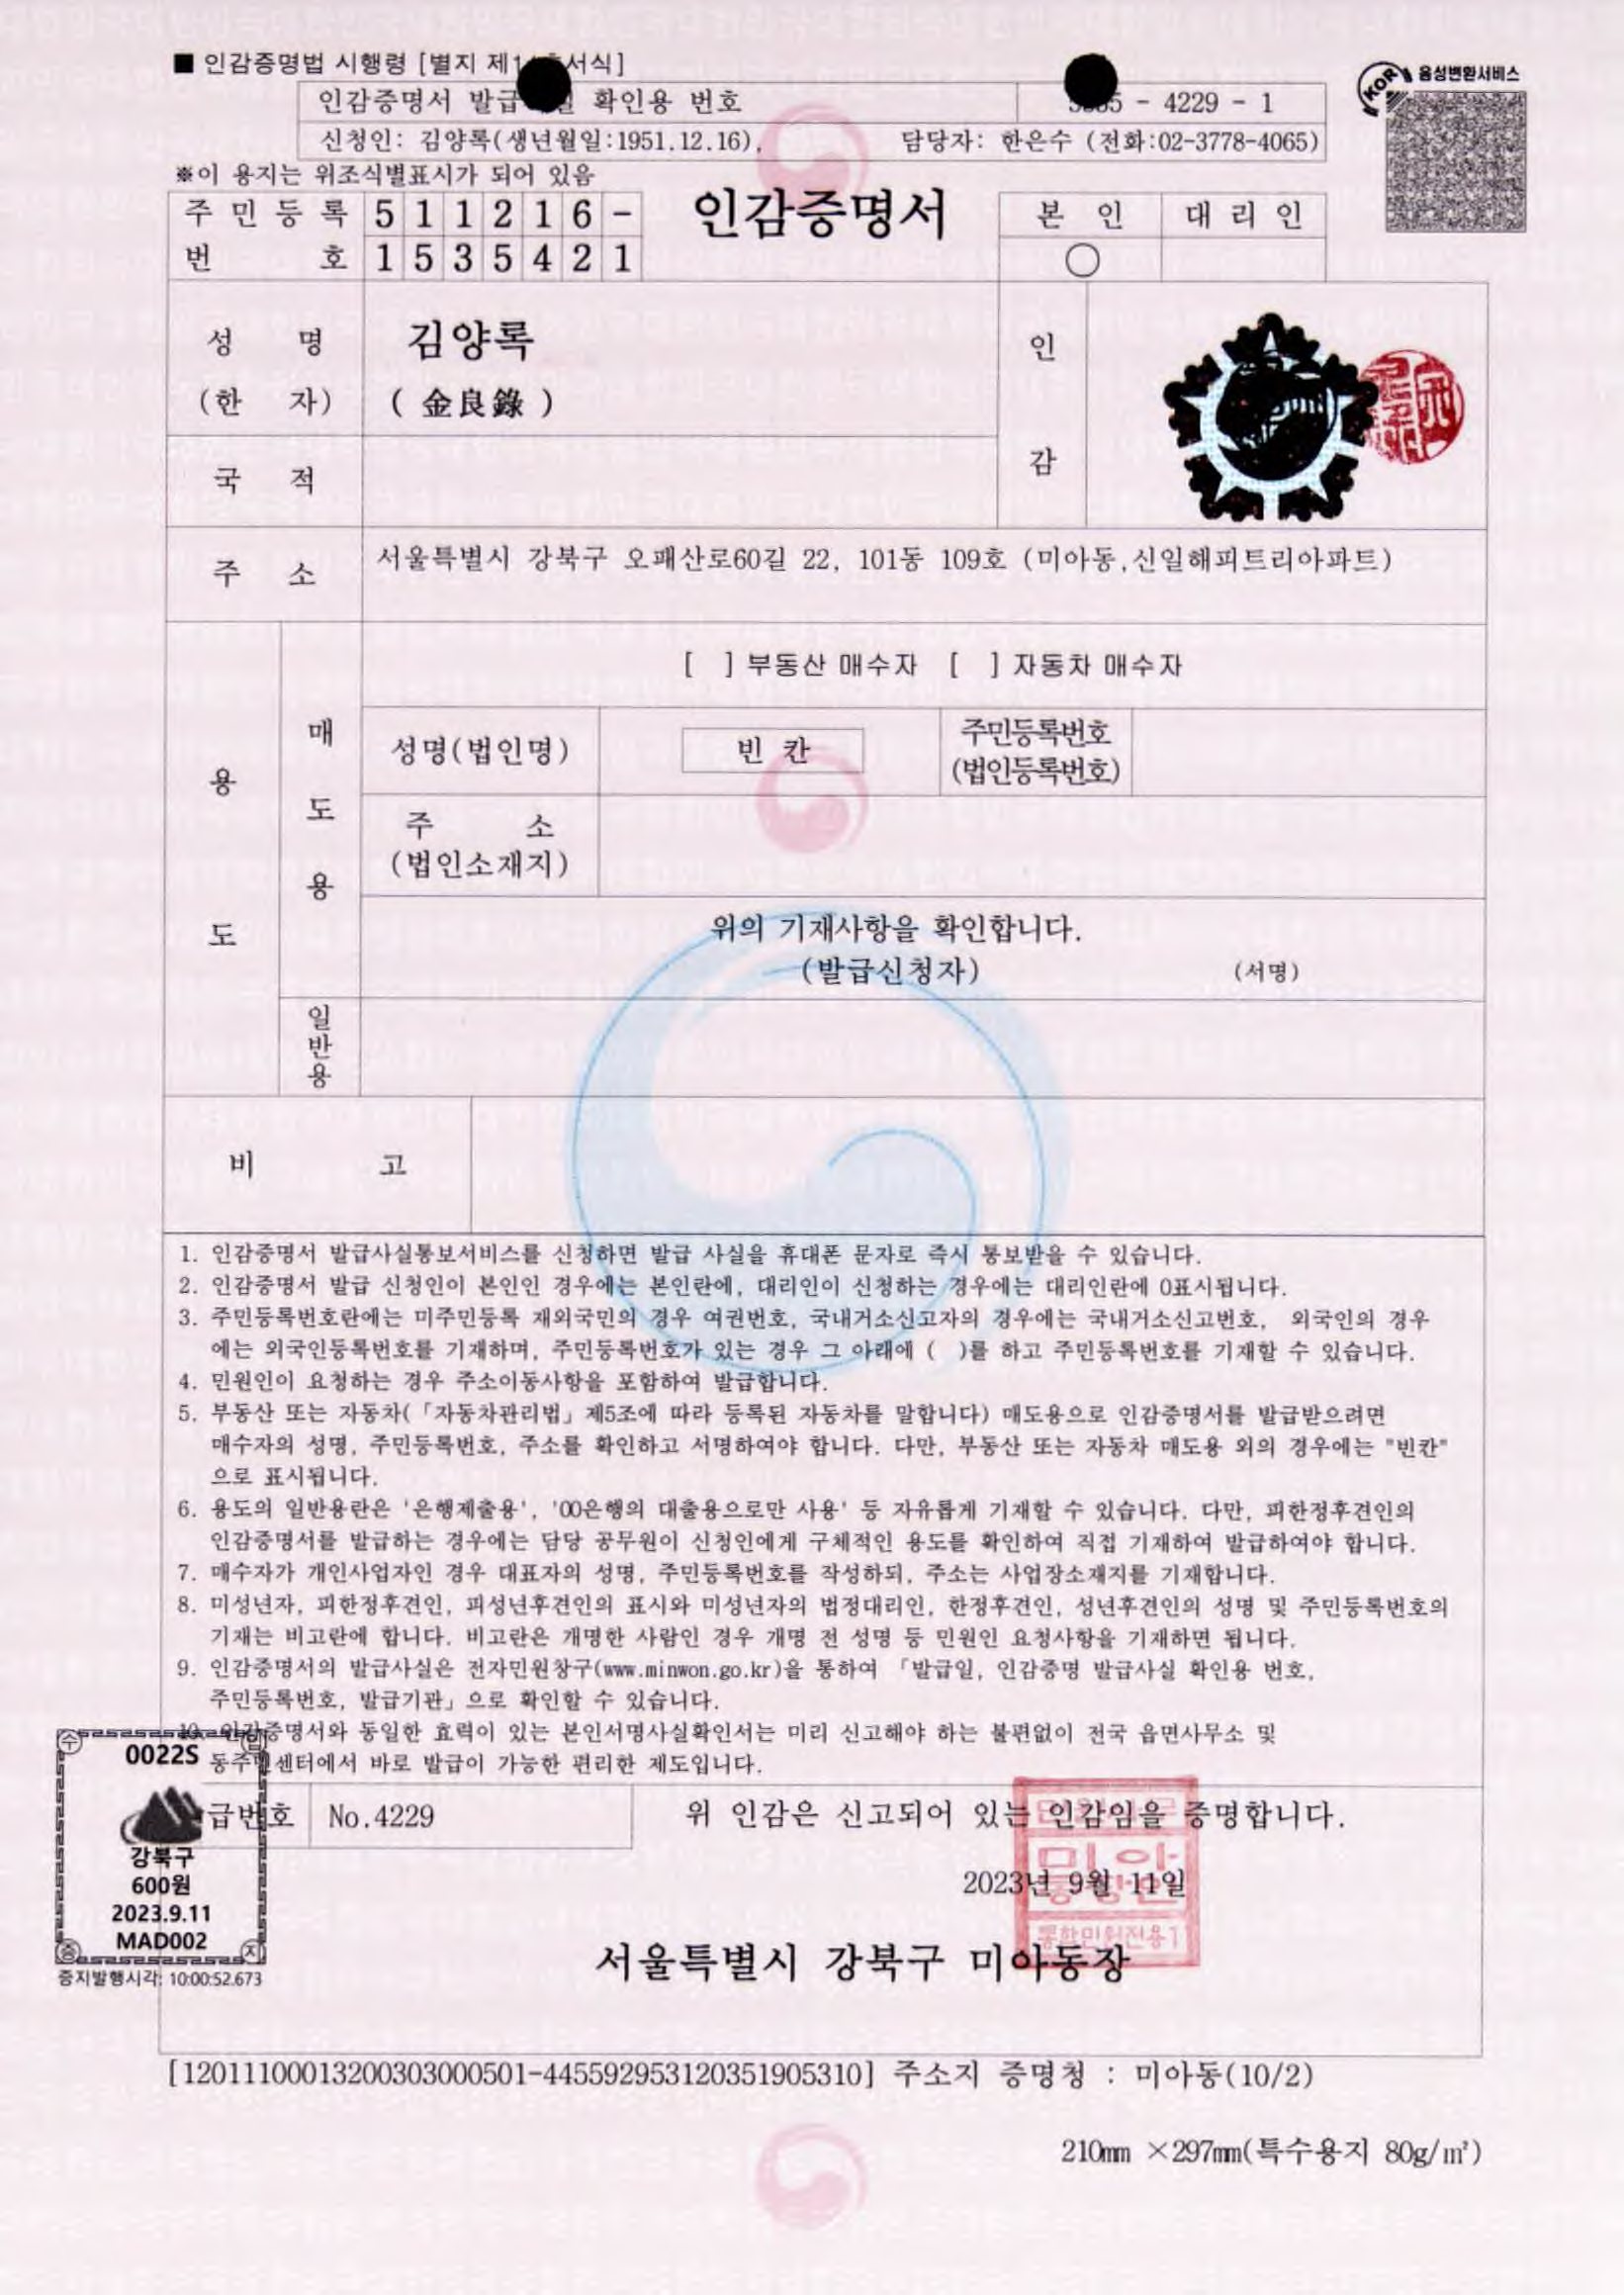 ■ 인감증명법 시행령 [별지 제1 호서식]
인감증명서 발급 확인용 번호
5 - 4229 - 1
신청인: 김양록(생년월일:1951.12.16),
담당자: 한은수 (전화:02-3778-4065)
KOR 음성변환서비스
※이 용지는 위조식별표시가 되어 있음
주민등록 511216-
번 호 1535421
인감증명서
본 인 대 리 인
○
성 명 김양록
(한 자) ( 金良錄 )
인 감
국 적
주 소 서울특별시 강북구 오패산로60길 22, 101동 109호 (미아동,신일해피트리아파트)
용 도
매 도 용
[ ] 부동산 매수자 [ ] 자동차 매수자
성명(법인명) 빈 칸
주민등록번호
(법인등록번호)
주 소
(법인소재지)
위의 기재사항을 확인합니다.
(발급신청자) (서명)
일반용
비 고
1. 인감증명서 발급사실통보서비스를 신청하면 발급 사실을 휴대폰 문자로 즉시 통보받을 수 있습니다.
2. 인감증명서 발급 신청인이 본인인 경우에는 본인란에, 대리인이 신청하는 경우에는 대리인란에 0표시됩니다.
3. 주민등록번호란에는 미주민등록 재외국민의 경우 여권번호, 국내거소신고자의 경우에는 국내거소신고번호, 외국인의 경우
에는 외국인등록번호를 기재하며, 주민등록번호가 있는 경우 그 아래에 ( )를 하고 주민등록번호를 기재할 수 있습니다.
4. 민원인이 요청하는 경우 주소이동사항을 포함하여 발급합니다.
5. 부동산 또는 자동차(「자동차관리법」제5조에 따라 등록된 자동차를 말합니다) 매도용으로 인감증명서를 발급받으려면
매수자의 성명, 주민등록번호, 주소를 확인하고 서명하여야 합니다. 다만, 부동산 또는 자동차 매도용 외의 경우에는 "빈칸"
으로 표시됩니다.
6. 용도의 일반용란은 '은행제출용', '00은행의 대출용으로만 사용' 등 자유롭게 기재할 수 있습니다. 다만, 피한정후견인의
인감증명서를 발급하는 경우에는 담당 공무원이 신청인에게 구체적인 용도를 확인하여 직접 기재하여 발급하여야 합니다.
7. 매수자가 개인사업자인 경우 대표자의 성명, 주민등록번호를 작성하되, 주소는 사업장소재지를 기재합니다.
8. 미성년자, 피한정후견인, 피성년후견인의 표시와 미성년자의 법정대리인, 한정후견인, 성년후견인의 성명 및 주민등록번호의
기재는 비고란에 합니다. 비고란은 개명한 사람인 경우 개명 전 성명 등 민원인 요청사항을 기재하면 됩니다.
9. 인감증명서의 발급사실은 전자민원창구(www.minwon.go.kr)을 통하여 「발급일, 인감증명 발급사실 확인용 번호,
주민등록번호, 발급기관」으로 확인할 수 있습니다.
10. 인감증명서와 동일한 효력이 있는 본인서명사실확인서는 미리 신고해야 하는 불편없이 전국 읍면사무소 및
동주민센터에서 바로 발급이 가능한 편리한 제도입니다.
수 입
0022S
강북구
600원
2023.9.11
MAD002
증 지
증지발행시각: 10:00:52.673
급번호 No.4229
위 인감은 신고되어 있는 인감임을 증명합니다.
2023년 9월 11일
서울특별시 강북구 미아동장
통합민원전용1
[120111000132003030​00501-4455929531203519​05310] 주소지 증명청 : 미아동(10/2)
210mm ×297mm(특수용지 80g/㎡)